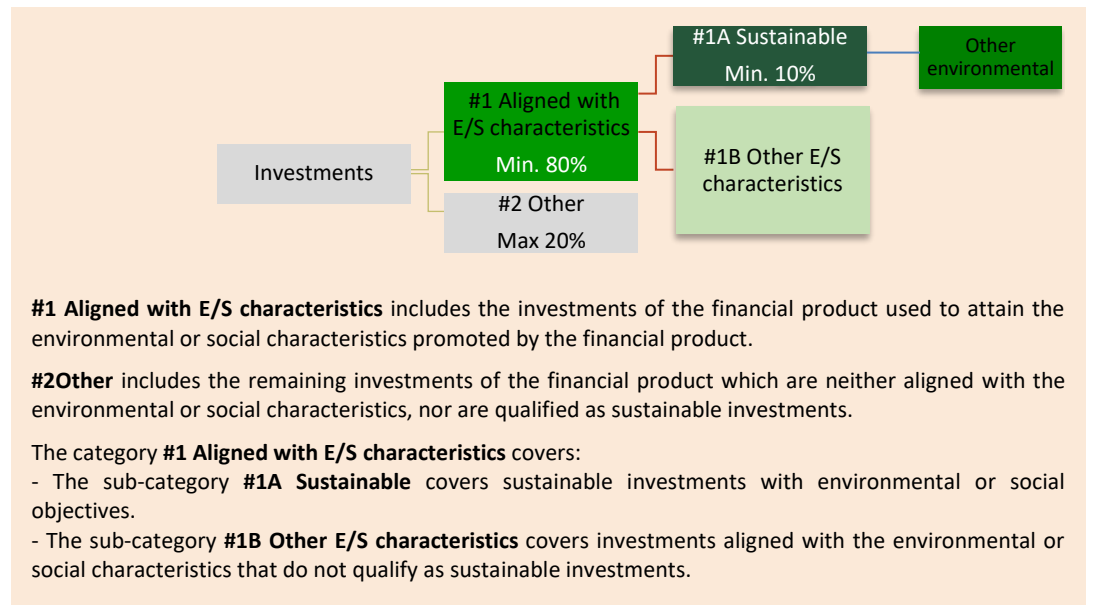 #1A Sustainable
Min. 10%
Other
environmental
#1 Aligned with
E/S characteristics
Min. 80%
#1B Other E/S
characteristics
Investments
#2 Other
Max 20%
#1 Aligned with E/S characteristics includes the investments of the financial product used to attain the
environmental or social characteristics promoted by the financial product.
#2Other includes the remaining investments of the financial product which are neither aligned with the
environmental or social characteristics, nor are qualified as sustainable investments.
The category #1 Aligned with E/S characteristics covers:
- The sub-category #1A Sustainable covers sustainable investments with environmental or social
objectives.
- The sub-category #1B Other E/S characteristics covers investments aligned with the environmental or
social characteristics that do not qualify as sustainable investments.